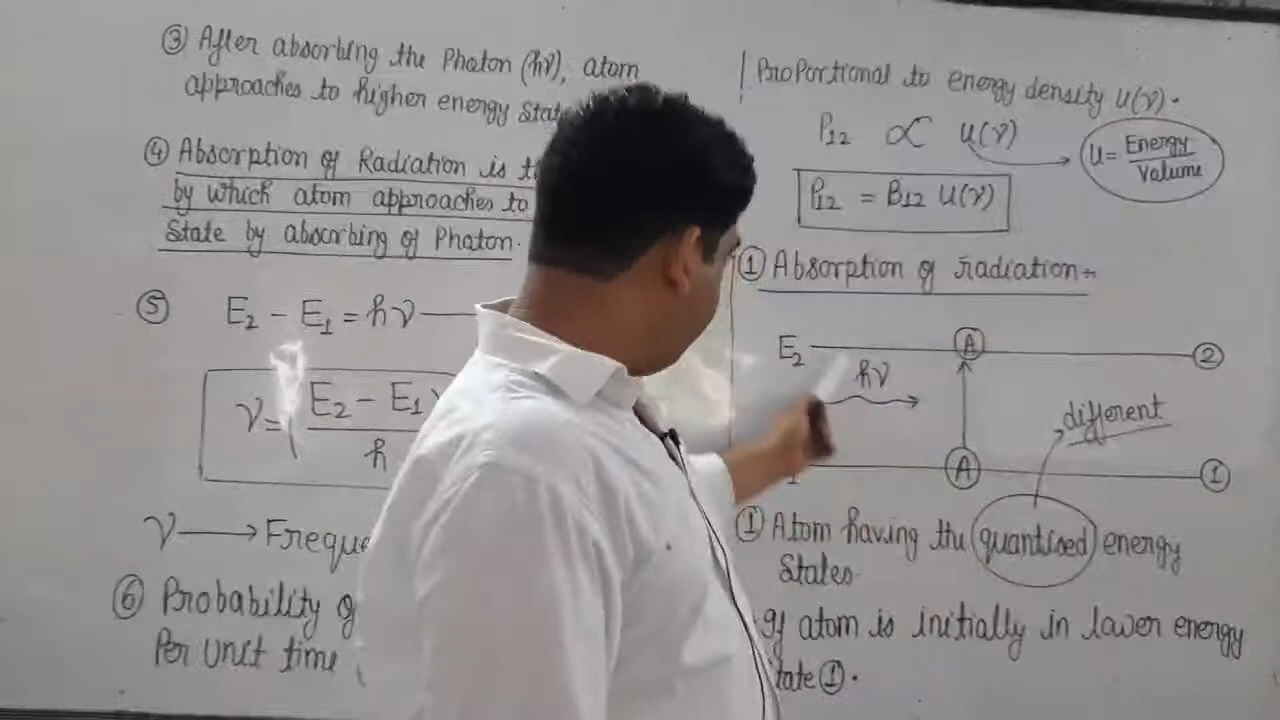 ③ After absorbing the Photon (hν), atom
approaches to higher energy State
④ Absorption of Radiation is
by which atom approaches to
State by absorbing of Photon.
⑤ E₂ - E₁ = hν
ν = E₂ - E₁
h
ν → Freque
⑥ Probability of
Per unit time
Proportional to energy density u(ν).
P₁₂ ∝ u(ν)
u = Energy
Volume
P₁₂ = B₁₂ u(ν)
① Absorption of radiation-
E₂ A ②
hν
different
A ①
① Atom having the quantised energy
States.
If atom is initially in lower energy
tate ①.